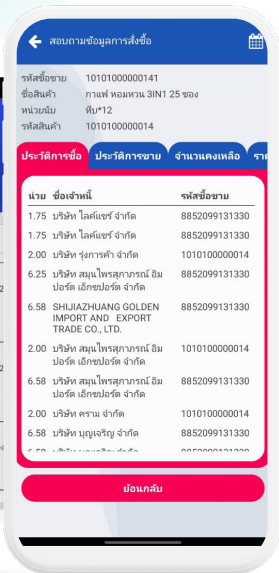 สอบถามข้อมูลการสั่งซื้อ
รหัสซื้อขาย 10101000000141
ชื่อสินค้า กาแฟ หอมหวน 3IN1 25 ซอง
หน่วยนับ หีบ*12
รหัสสินค้า 1010100000014
ประวัติการซื้อ ประวัติการขาย จำนวนคงเหลือ
น่วย ชื่อเจ้าหนี้ รหัสซื้อขาย
1.75 บริษัท ไลค์แชร์ จำกัด 8852099131330
1.75 บริษัท ไลค์แชร์ จำกัด 8852099131330
2.00 บริษัท รุ่งการค้า จำกัด 1010100000014
6.25 บริษัท สมุนไพรสุภาภรณ์ อิม 8852099131330
ปอร์ต เอ็กซปอร์ต จำกัด
6.58 SHIJIAZHUANG GOLDEN 8852099131330
IMPORT AND EXPORT
TRADE CO., LTD.
2.00 บริษัท สมุนไพรสุภาภรณ์ อิม 1010100000014
ปอร์ต เอ็กซปอร์ต จำกัด
6.58 บริษัท สมุนไพรสุภาภรณ์ อิม 8852099131330
ปอร์ต เอ็กซปอร์ต จำกัด
2.00 บริษัท คราม จำกัด 1010100000014
6.58 บริษัท บุญเจริญ จำกัด 8852099131330
ย้อนกลับ